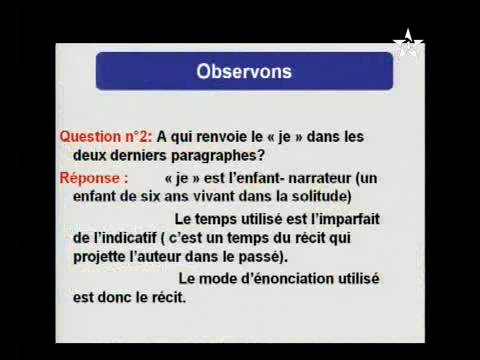 Observons
Question n°2: A qui renvoie le « je » dans les
deux derniers paragraphes?
Réponse : « je » est l’enfant- narrateur (un
enfant de six ans vivant dans la solitude)
Le temps utilisé est l’imparfait
de l’indicatif ( c’est un temps du récit qui
projette l’auteur dans le passé).
Le mode d’énonciation utilisé
est donc le récit.